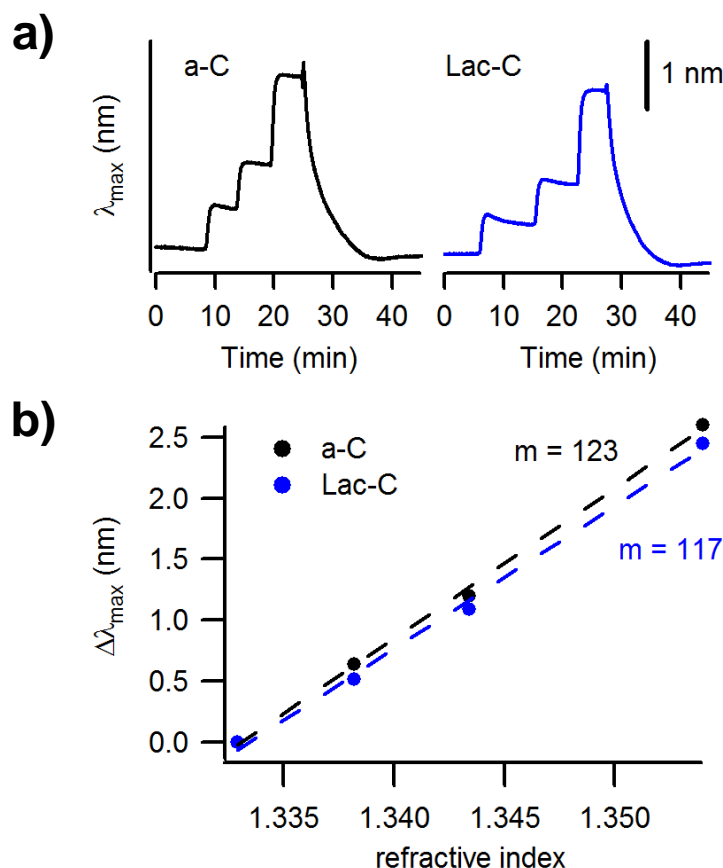 a)
a-C
Lac-C
1 nm
λmax (nm)
0 10 20 30 40
0 10 20 30 40
Time (min)
Time (min)
b)
2.5
2.0
1.5
1.0
0.5
0.0
a-C
Lac-C
m = 123
m = 117
Δλmax (nm)
1.335 1.340 1.345 1.350
refractive index